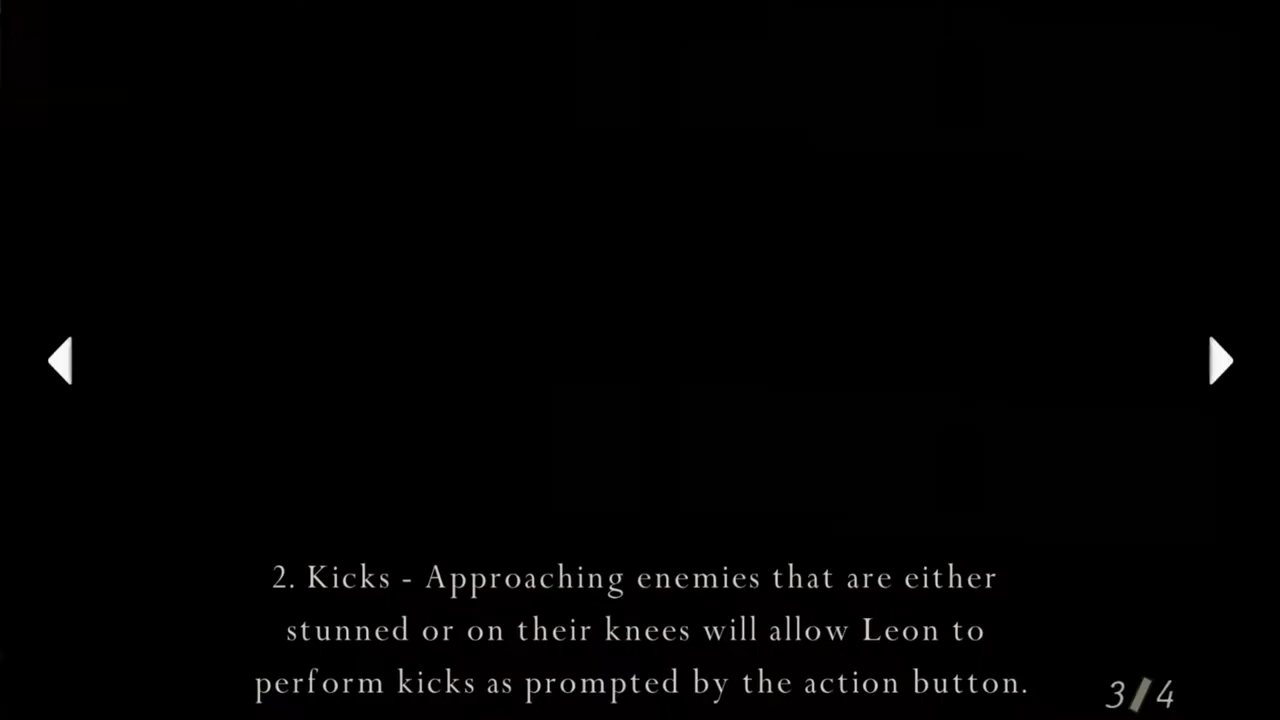 2. Kicks - Approaching enemies that are either
stunned or on their knees will allow Leon to
perform kicks as prompted by the action button.
3/4